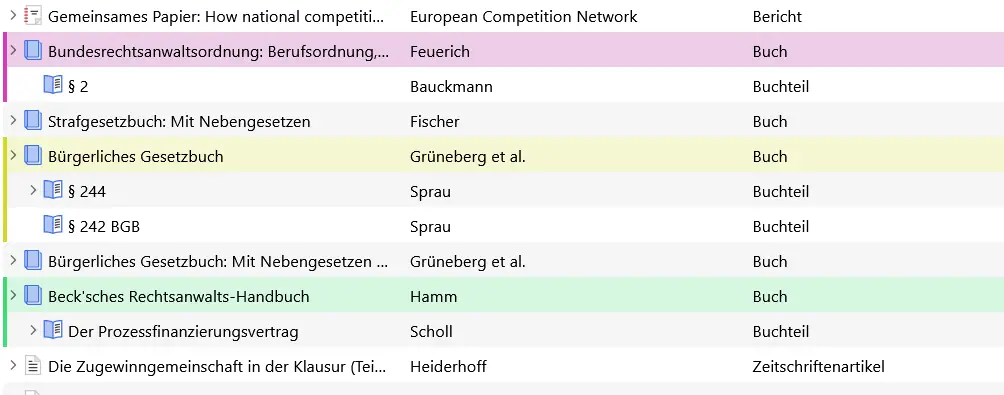 Gemeinsames Papier: How national competiti... European Competition Network Bericht
Bundesrechtsanwaltsordnung: Berufsordnung,... Feuerich Buch
§ 2 Bauckmann Buchteil
Strafgesetzbuch: Mit Nebengesetzen Fischer Buch
Bürgerliches Gesetzbuch Grüneberg et al. Buch
§ 244 Sprau Buchteil
§ 242 BGB Sprau Buchteil
Bürgerliches Gesetzbuch: Mit Nebengesetzen ... Grüneberg et al. Buch
Beck'sches Rechtsanwalts-Handbuch Hamm Buch
Der Prozessfinanzierungsvertrag Scholl Buchteil
Die Zugewinngemeinschaft in der Klausur (Tei... Heiderhoff Zeitschriftenartikel